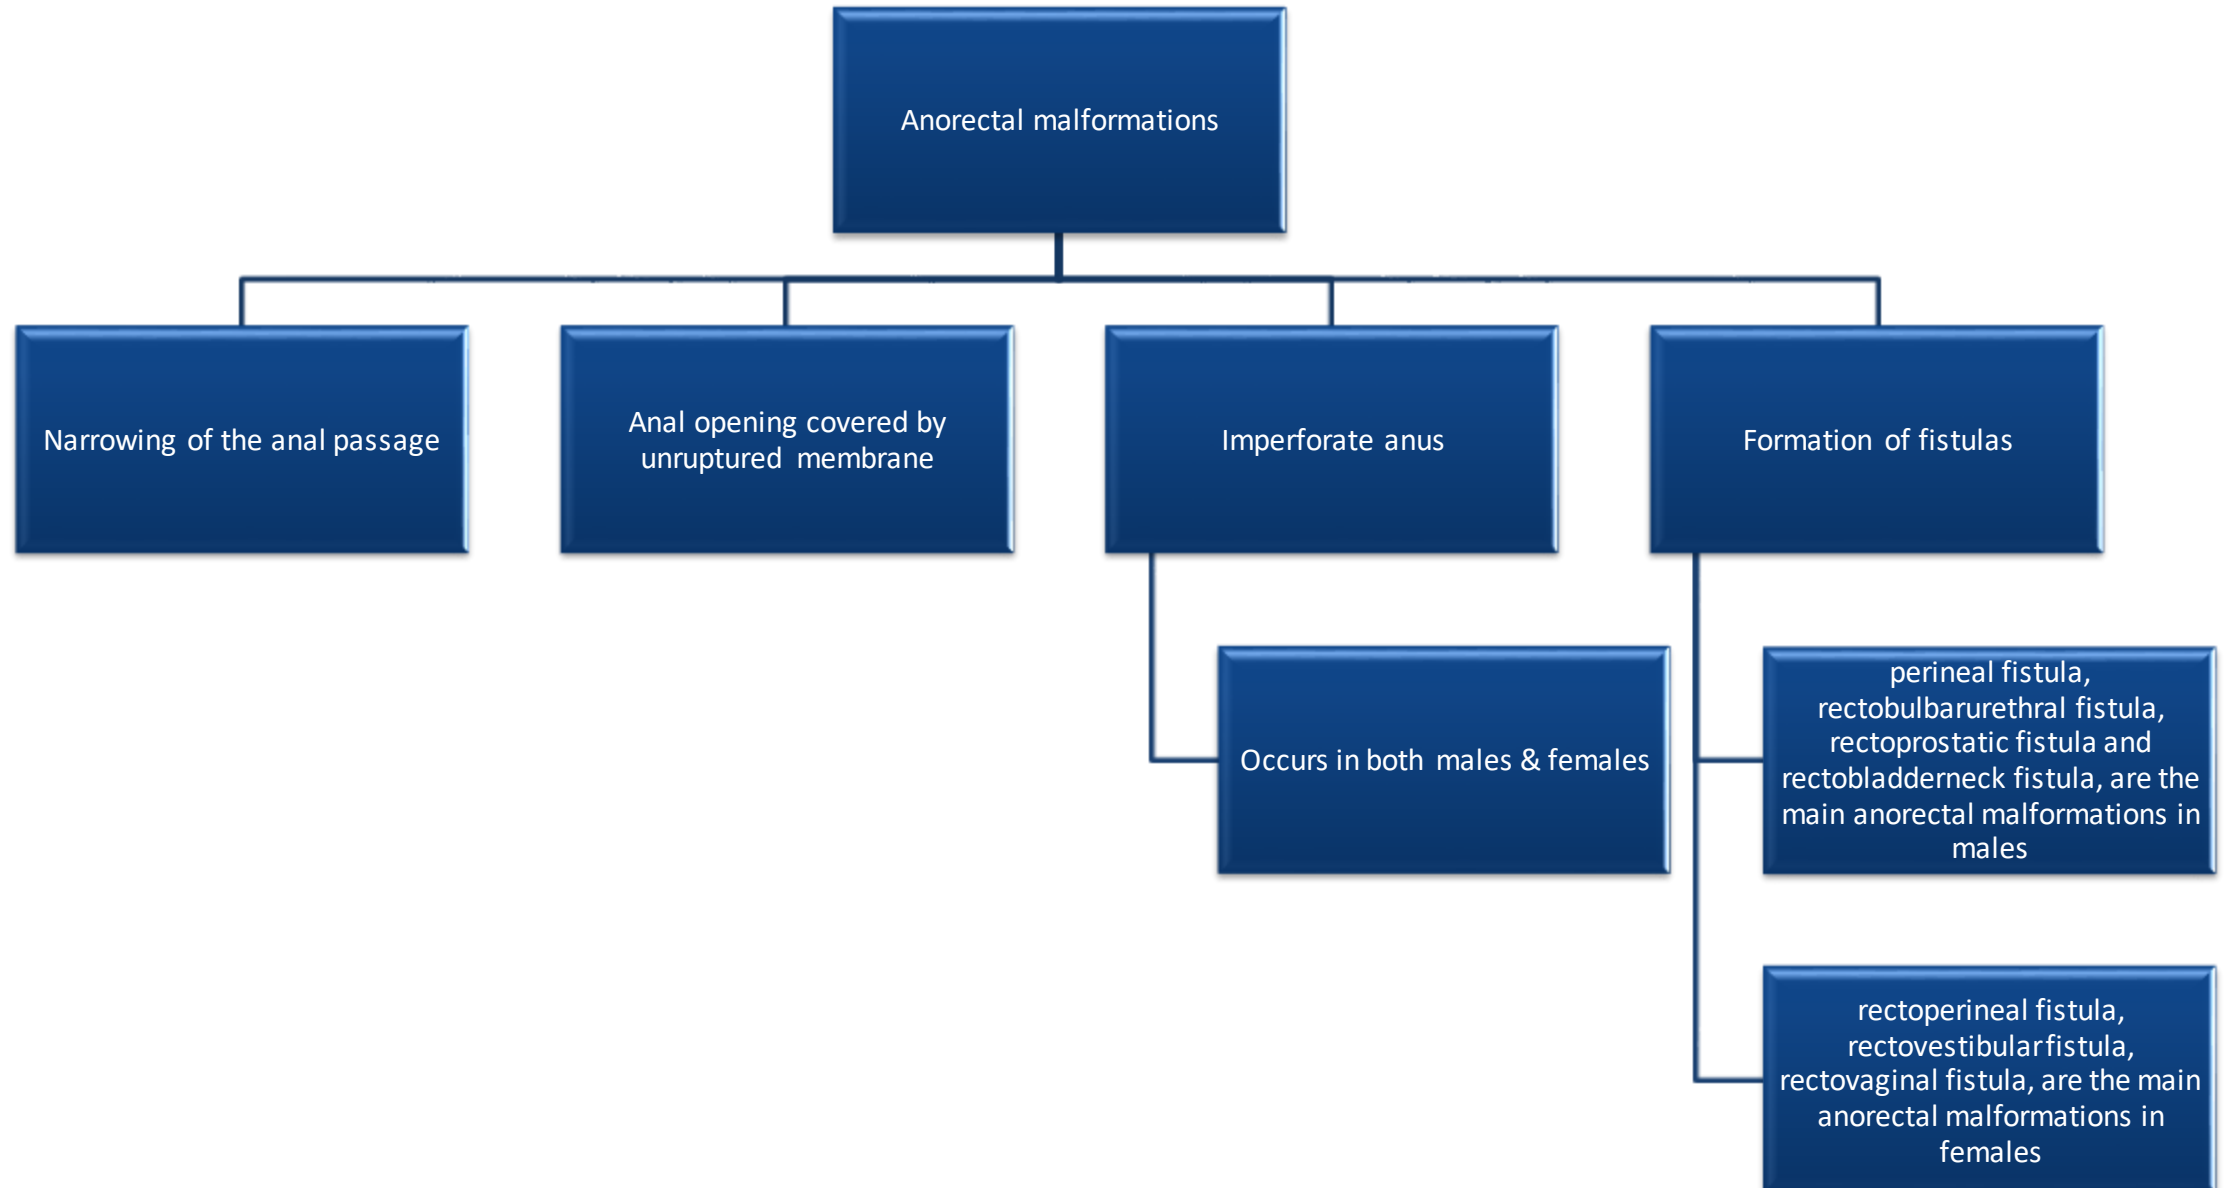 Anorectal malformations
Narrowing of the anal passage
Anal opening covered by
unruptured membrane
Imperforate anus
Formation of fistulas
Occurs in both males & females
perineal fistula,
rectobulbarurethral fistula,
rectoprostatic fistula and
rectobladderneck fistula, are the
main anorectal malformations in
males
rectoperineal fistula,
rectovestibularfistula,
rectovaginal fistula, are the main
anorectal malformations in
females